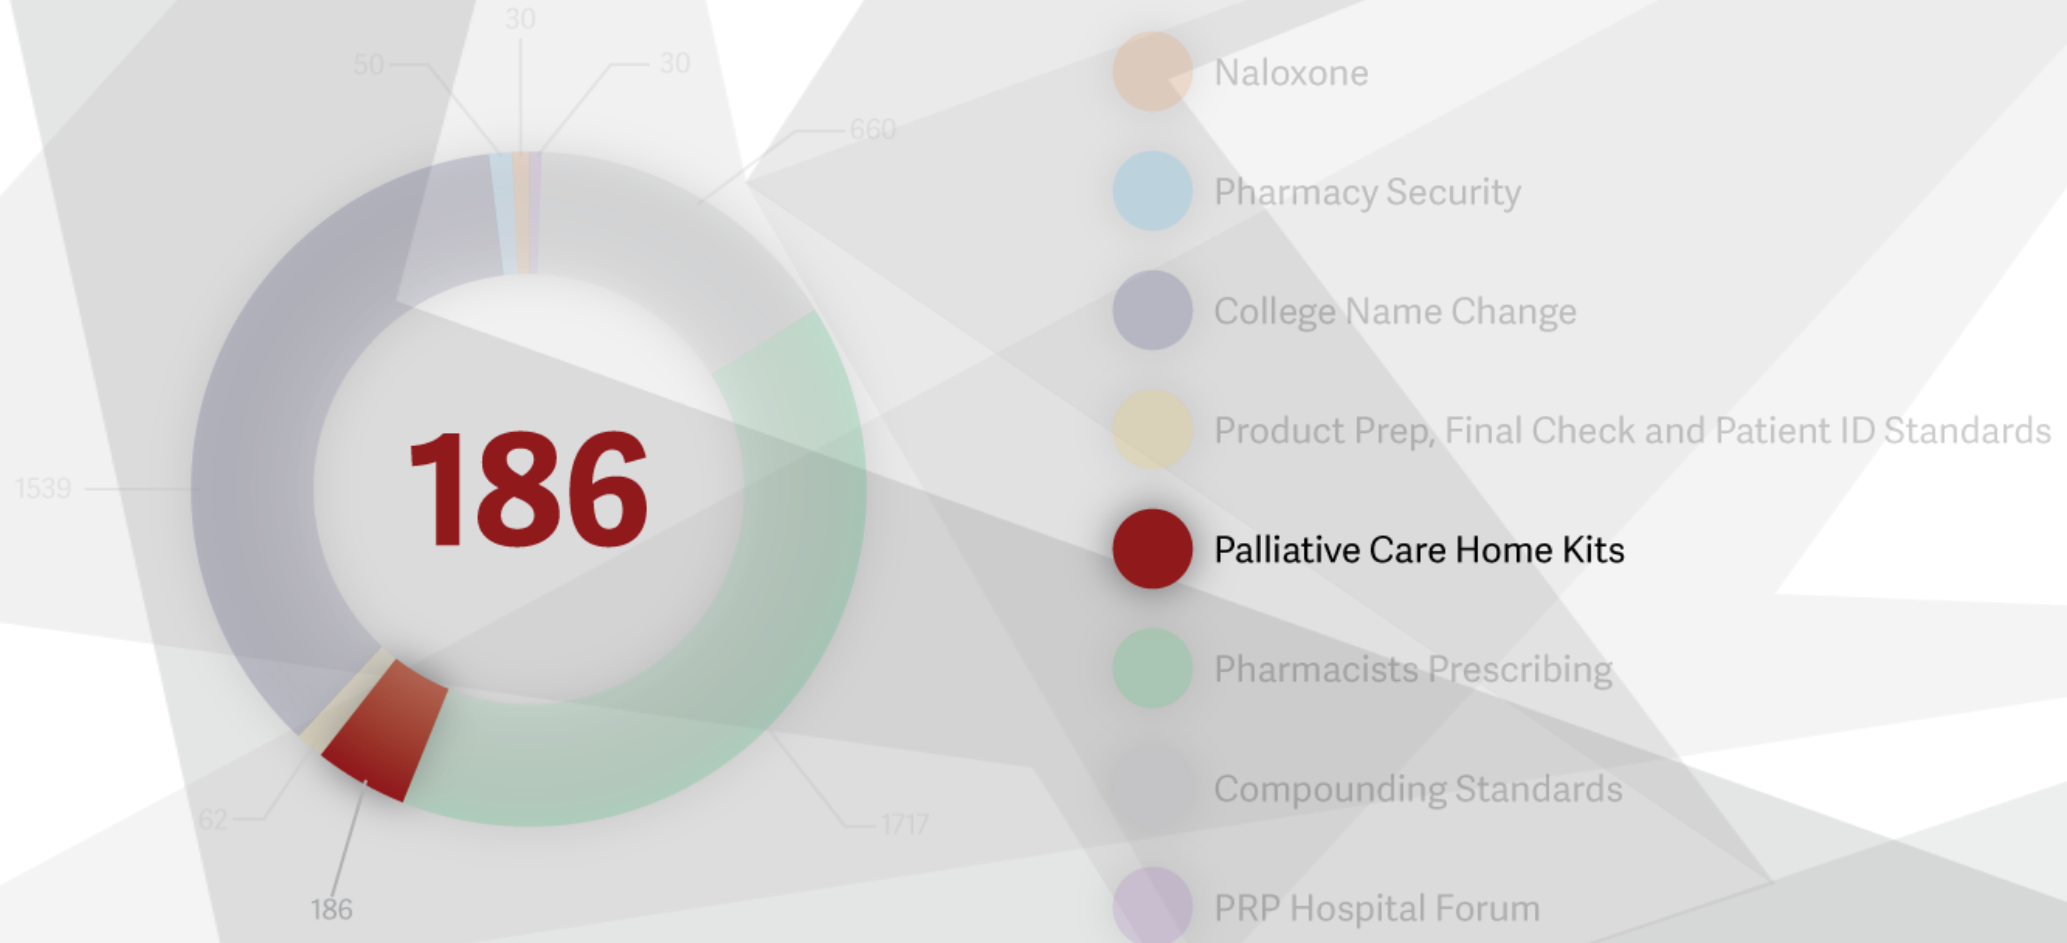 30
50
30
660
1539
186
62
186
1717
Naloxone
Pharmacy Security
College Name Change
Product Prep, Final Check and Patient ID Standards
Palliative Care Home Kits
Pharmacists Prescribing
Compounding Standards
PRP Hospital Forum